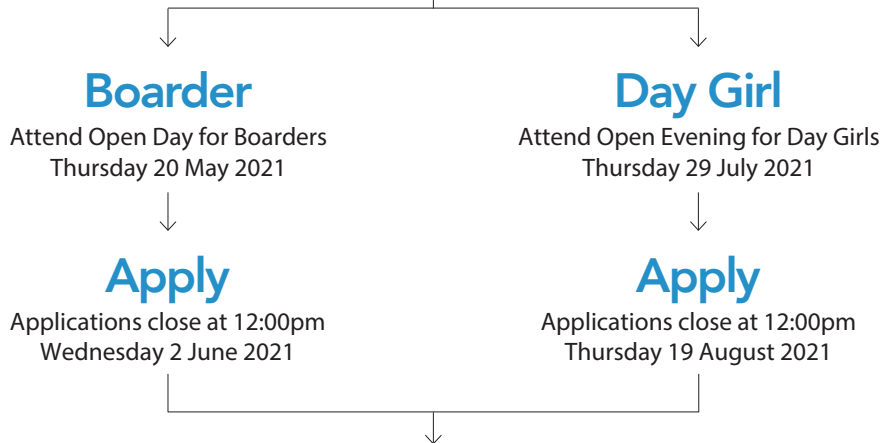 Boarder
Attend Open Day for Boarders
Thursday 20 May 2021
Apply
Applications close at 12:00pm
Wednesday 2 June 2021
Day Girl
Attend Open Evening for Day Girls
Thursday 29 July 2021
Apply
Applications close at 12:00pm
Thursday 19 August 2021